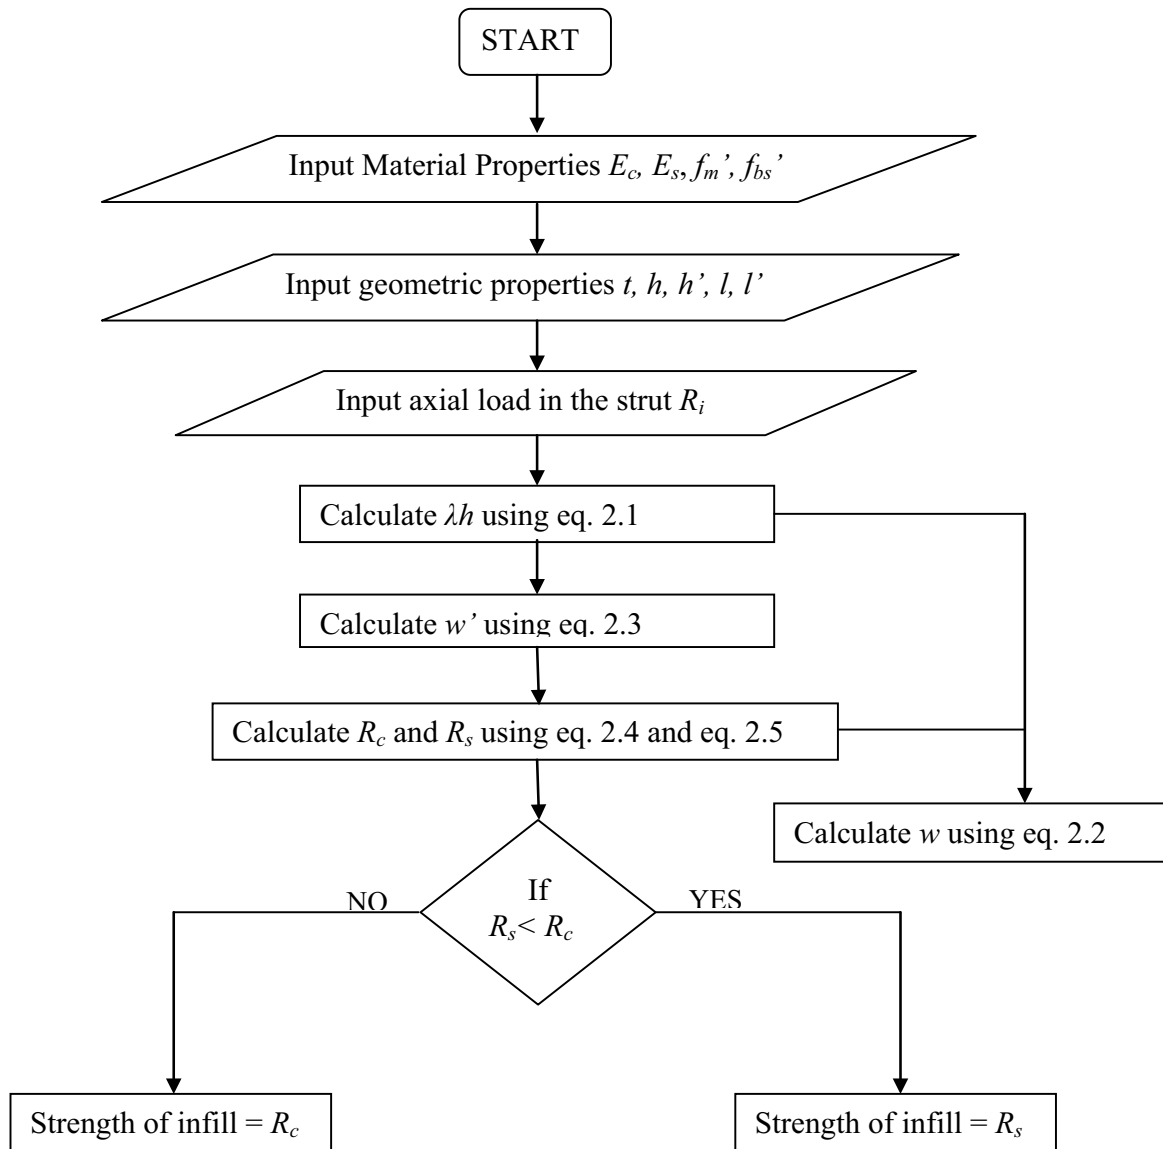 START
Input Material Properties E_c, E_s, f_m’, f_bs’
Input geometric properties t, h, h’, l, l’
Input axial load in the strut R_i
Calculate λh using eq. 2.1
Calculate w’ using eq. 2.3
Calculate R_c and R_s using eq. 2.4 and eq. 2.5
Calculate w using eq. 2.2
NO
If
R_s< R_c
YES
Strength of infill = R_c
Strength of infill = R_s